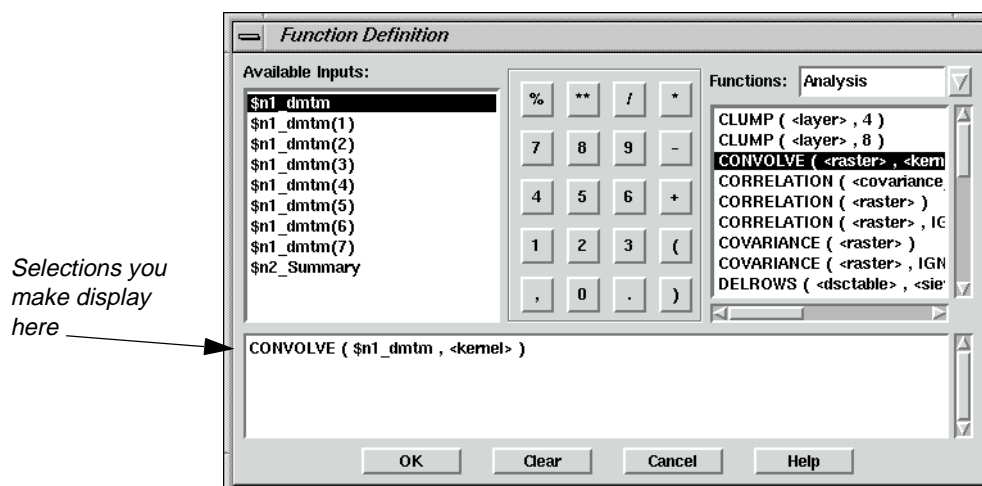 Function Definition
Available Inputs:
$n1_dmtm
$n1_dmtm(1)
$n1_dmtm(2)
$n1_dmtm(3)
$n1_dmtm(4)
$n1_dmtm(5)
$n1_dmtm(6)
$n1_dmtm(7)
$n2_Summary
% ** / *
7 8 9 -
4 5 6 +
1 2 3 (
, 0 . )
Functions: Analysis
CLUMP ( <layer> , 4 )
CLUMP ( <layer> , 8 )
CONVOLVE ( <raster> , <kern
CORRELATION ( <covariance_
CORRELATION ( <raster> )
CORRELATION ( <raster> , IG
COVARIANCE ( <raster> )
COVARIANCE ( <raster> , IGN
DELROWS ( <dsctable> , <sie
Selections you
make display
here
CONVOLVE ( $n1_dmtm , <kernel> )
OK Clear Cancel Help